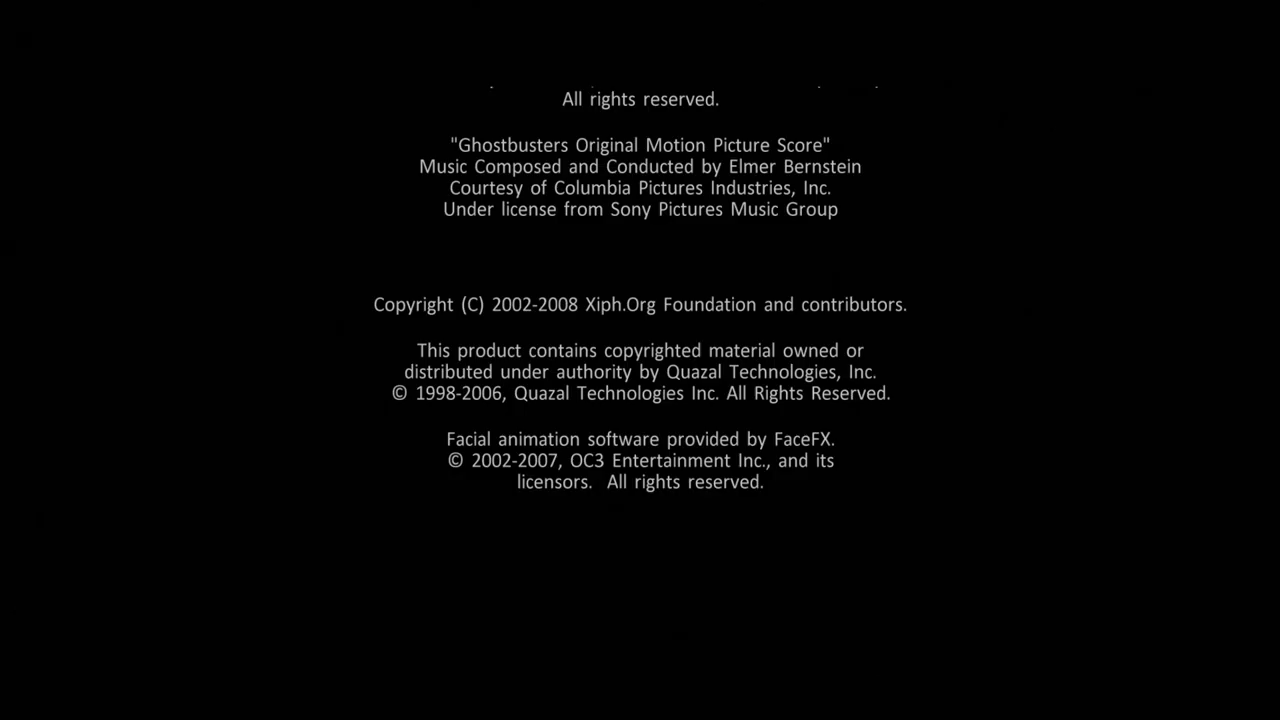 All rights reserved.
"Ghostbusters Original Motion Picture Score"
Music Composed and Conducted by Elmer Bernstein
Courtesy of Columbia Pictures Industries, Inc.
Under license from Sony Pictures Music Group
Copyright (C) 2002-2008 Xiph.Org Foundation and contributors.
This product contains copyrighted material owned or
distributed under authority by Quazal Technologies, Inc.
© 1998-2006, Quazal Technologies Inc. All Rights Reserved.
Facial animation software provided by FaceFX.
© 2002-2007, OC3 Entertainment Inc., and its
licensors.  All rights reserved.